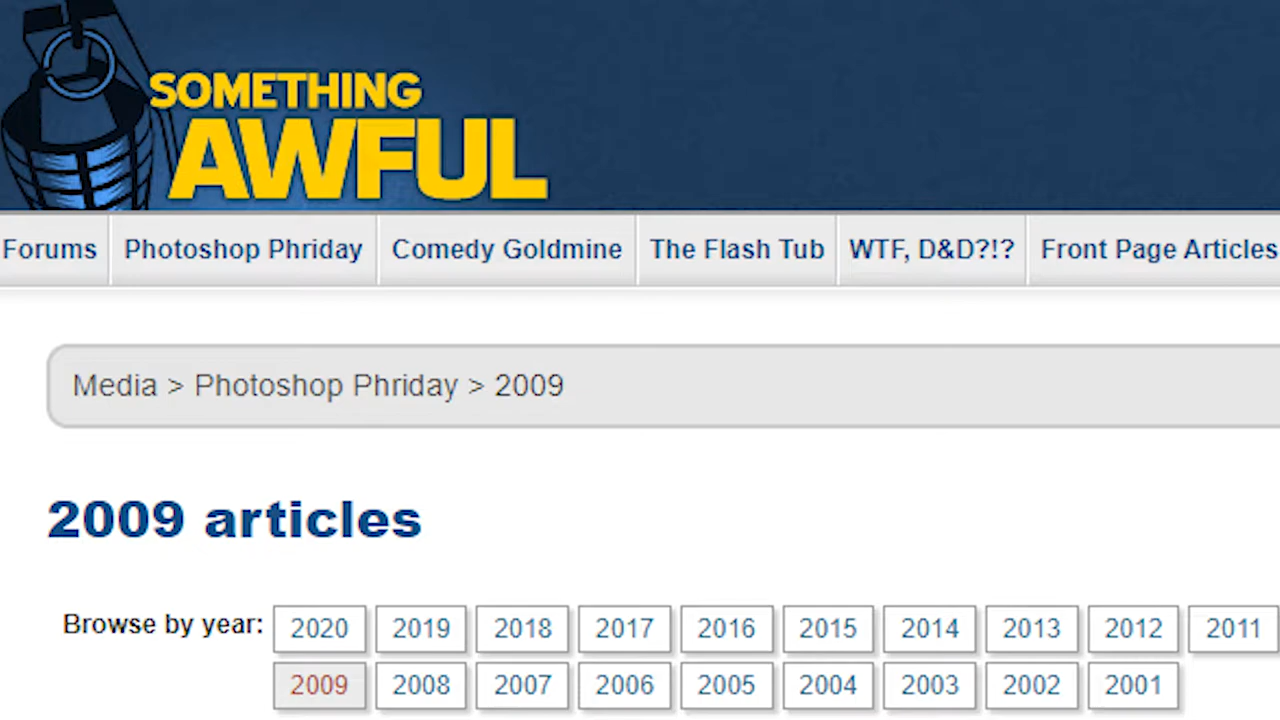 SOMETHING
AWFUL
Forums Photoshop Phriday Comedy Goldmine The Flash Tub WTF, D&D?!? Front Page Articles
Media > Photoshop Phriday > 2009
2009 articles
Browse by year: 2020 2019 2018 2017 2016 2015 2014 2013 2012 2011
2009 2008 2007 2006 2005 2004 2003 2002 2001